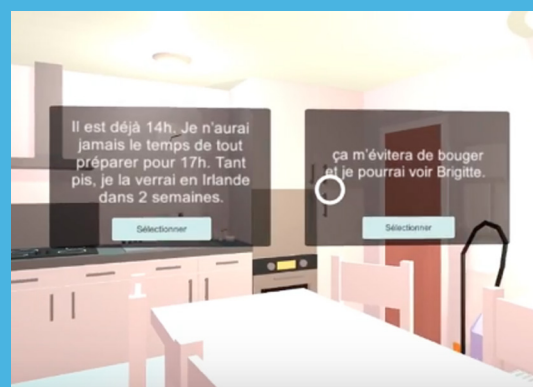 Il est déjà 14h. Je n'aurai
jamais le temps de tout
préparer pour 17h. Tant
pis, je la verrai en Irlande
dans 2 semaines.
Sélectionner
ça m'évitera de bouger
et je pourrai voir Brigitte.
Sélectionner